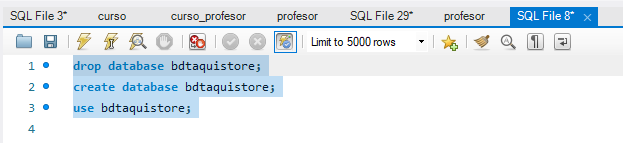 SQL File 3* curso curso_profesor profesor SQL File 29* profesor SQL File 8* ×
Limit to 5000 rows
1 drop database bdtaquistore;
2 create database bdtaquistore;
3 use bdtaquistore;
4